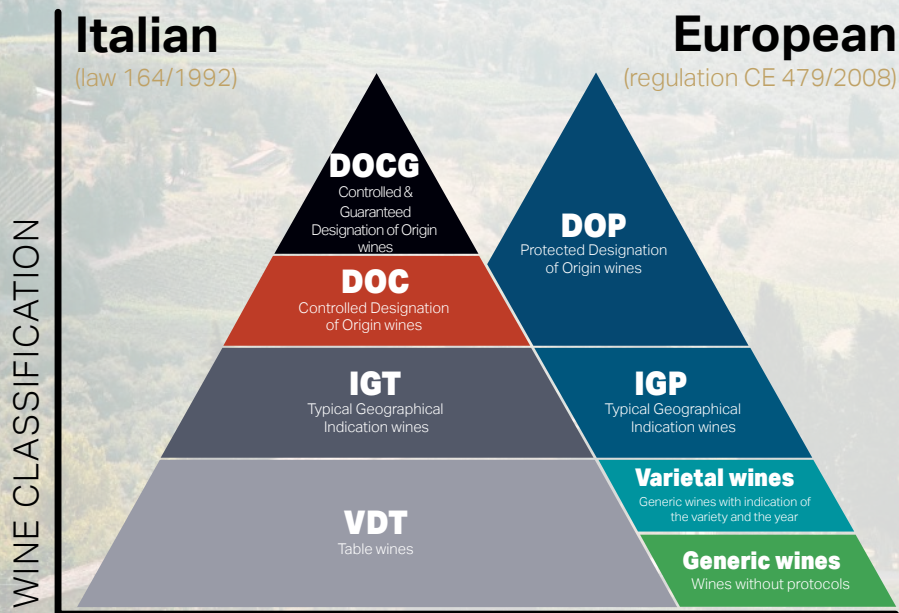 Italian
(law 164/1992)
European
(regulation CE 479/2008)
WINE CLASSIFICATION
DOCG
Controlled &
Guaranteed
Designation of Origin
wines
DOC
Controlled Designation
of Origin wines
IGT
Typical Geographical
Indication wines
VDT
Table wines
DOP
Protected Designation
of Origin wines
IGP
Typical Geographical
Indication wines
Varietal wines
Generic wines with indication of
the variety and the year
Generic wines
Wines without protocols